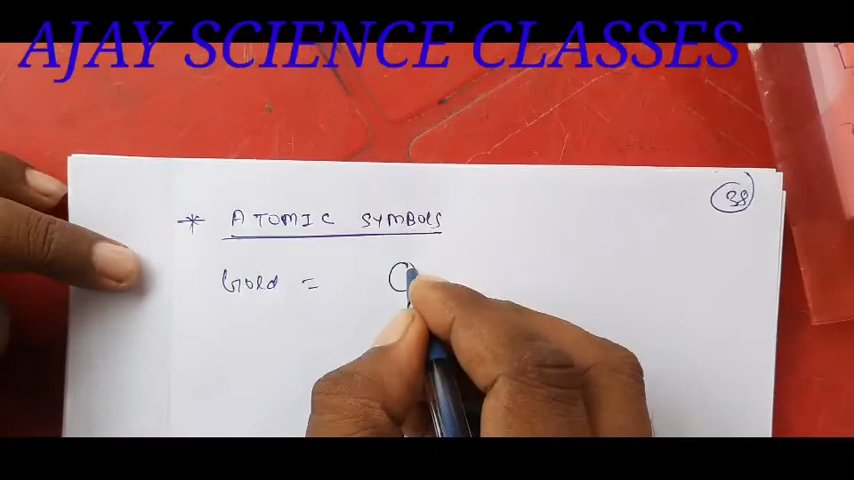 AJAY SCIENCE CLASSES
38
* ATOMIC SYMBOLS
Gold =